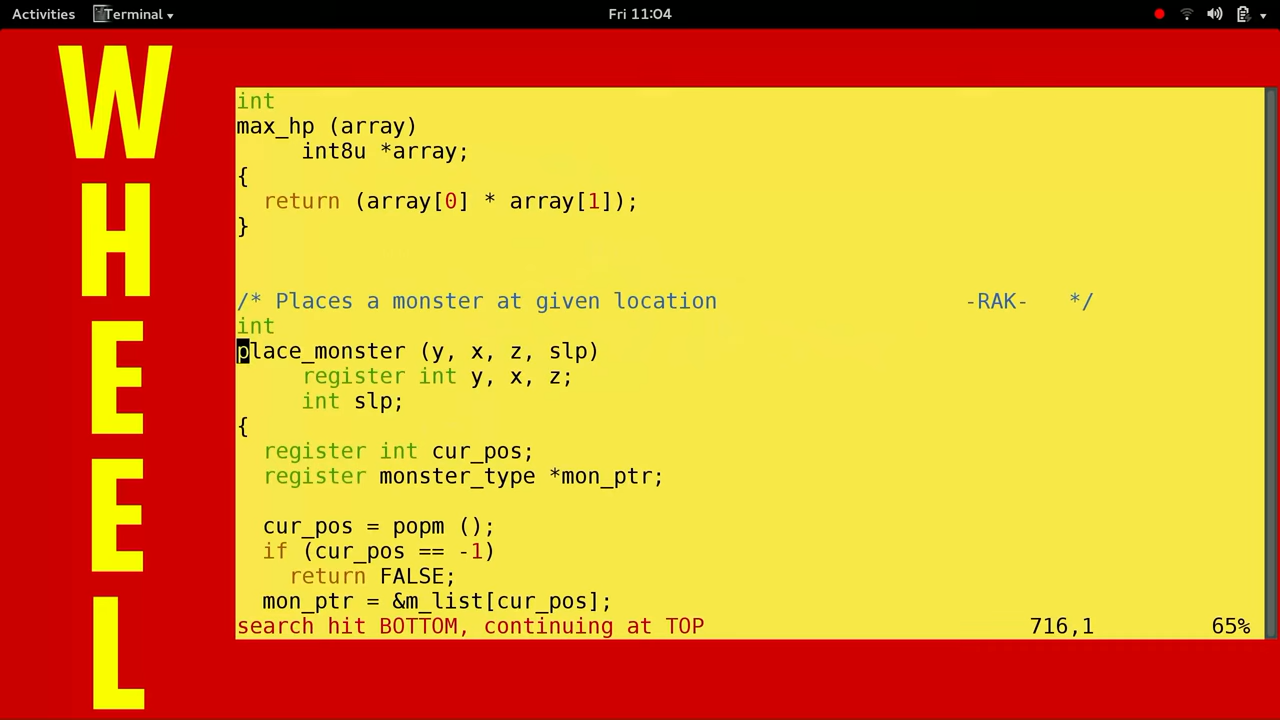 Activities Terminal Fri 11:04
WHEEL
int
max_hp (array)
int8u *array;
{
return (array[0] * array[1]);
}
/* Places a monster at given location -RAK- */
int
place_monster (y, x, z, slp)
register int y, x, z;
int slp;
{
register int cur_pos;
register monster_type *mon_ptr;
cur_pos = popm ();
if (cur_pos == -1)
return FALSE;
mon_ptr = &m_list[cur_pos];
search hit BOTTOM, continuing at TOP 716,1 65%